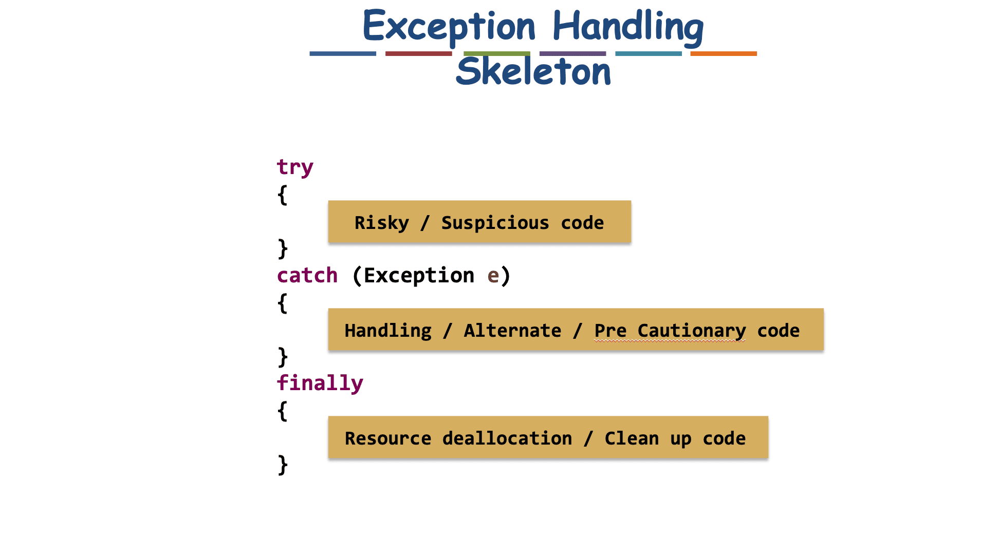 Exception Handling
Skeleton
try
{
Risky / Suspicious code
}
catch (Exception e)
{
Handling / Alternate / Pre Cautionary code
}
finally
{
Resource deallocation / Clean up code
}